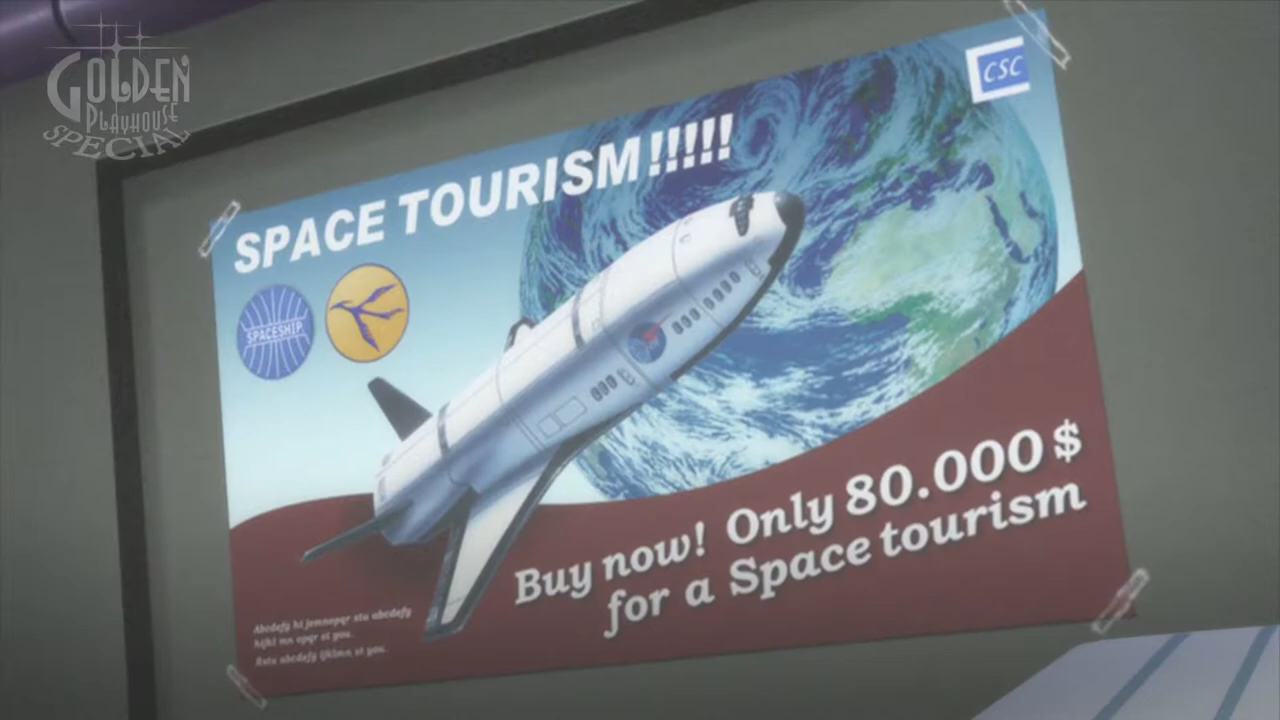 GOLDEN
PLAYHOUSE
SPECIAL
CSC
SPACE TOURISM!!!!!
SPACESHIP
Buy now! Only 80.000 $
for a Space tourism
Abcdefg hi jomnopqr stu abcdefg
hijkl mn opqr st you.
Rstu abcdefg ijklmn st you.